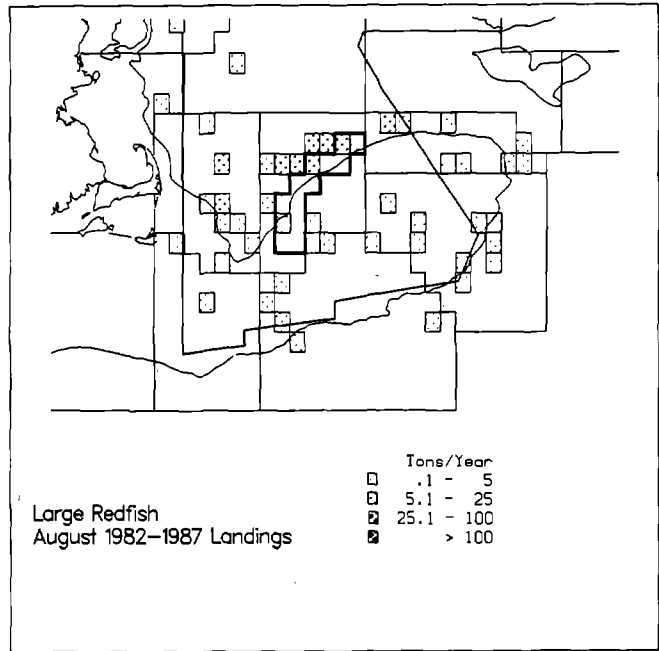 Tons/Year
.1 - 5
5.1 - 25
25.1 - 100
> 100
Large Redfish
August 1982-1987 Landings